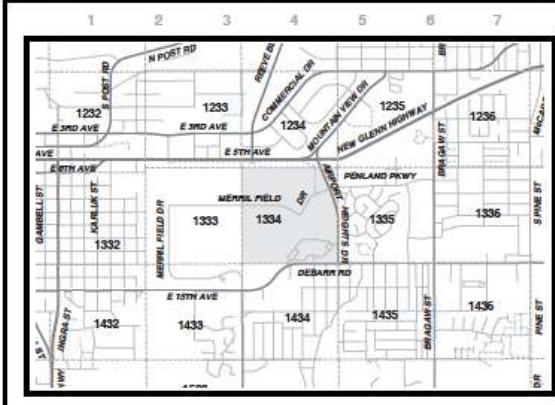 1 2 3 4 5 6 7
N POST RD
S POST RD
REEVE BL
COMMERCIAL DR
BR
MOUNTAIN VIEW DR
1232
1233
1234
1235
1236
NEW GLENN HIGHWAY
BRAGAW ST
E 3RD AVE
E 3RD AVE
AVE
E 5TH AVE
E 6TH AVE
AIRPORT HEIGHTS DR
PENLAND PKWY
GAMBELL ST
KARLUK ST
MERRIL FIELD DR
MERRIL FIELD
DR
1332
1333
1334
1335
1336
S PINE ST
DEBARR RD
E 15TH AVE
INGRA ST
1432
1433
1434
1435
BRAGAW ST
1436
PINE ST
DR